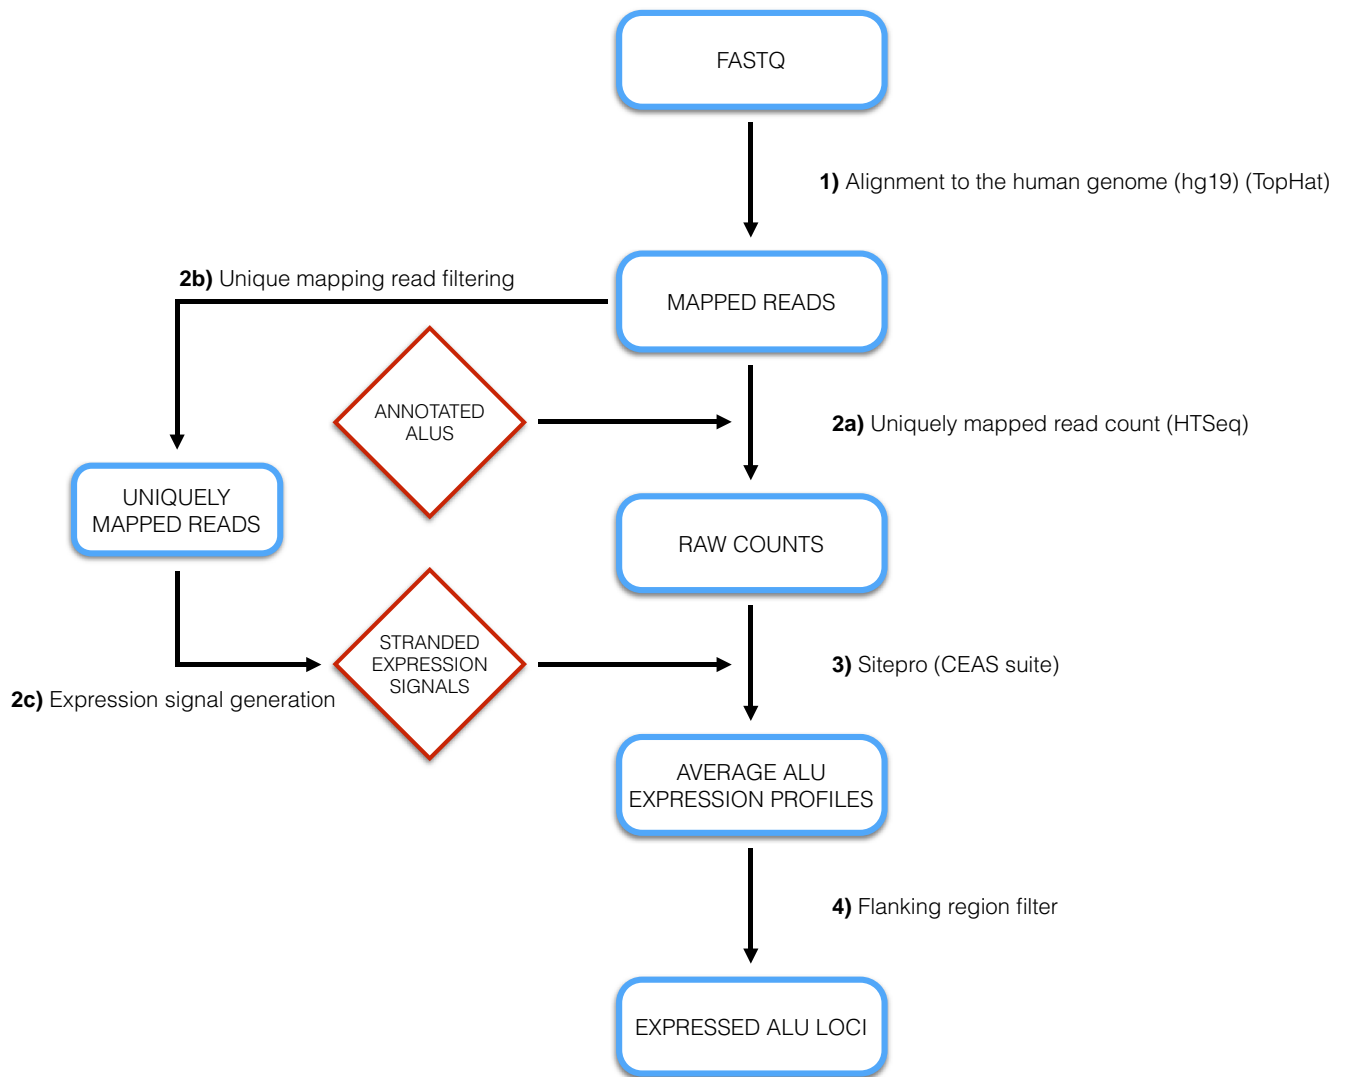 FASTQ
1) Alignment to the human genome (hg19) (TopHat)
2b) Unique mapping read filtering
MAPPED READS
ANNOTATED
ALUS
2a) Uniquely mapped read count (HTSeq)
UNIQUELY
MAPPED READS
RAW COUNTS
STRANDED
EXPRESSION
SIGNALS
3) Sitepro (CEAS suite)
2c) Expression signal generation
AVERAGE ALU
EXPRESSION PROFILES
4) Flanking region filter
EXPRESSED ALU LOCI